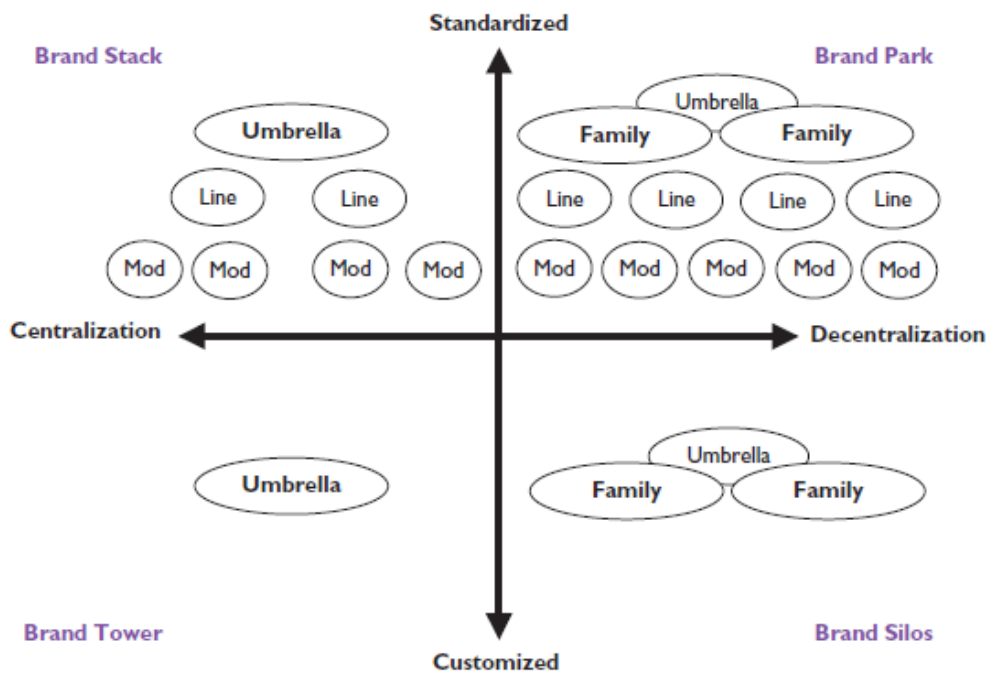 Standardized
Brand Stack
Brand Park
Umbrella
Umbrella
Family
Family
Line
Line
Line
Line
Line
Line
Mod
Mod
Mod
Mod
Mod
Mod
Mod
Mod
Mod
Centralization
Decentralization
Umbrella
Umbrella
Family
Family
Brand Tower
Brand Silos
Customized